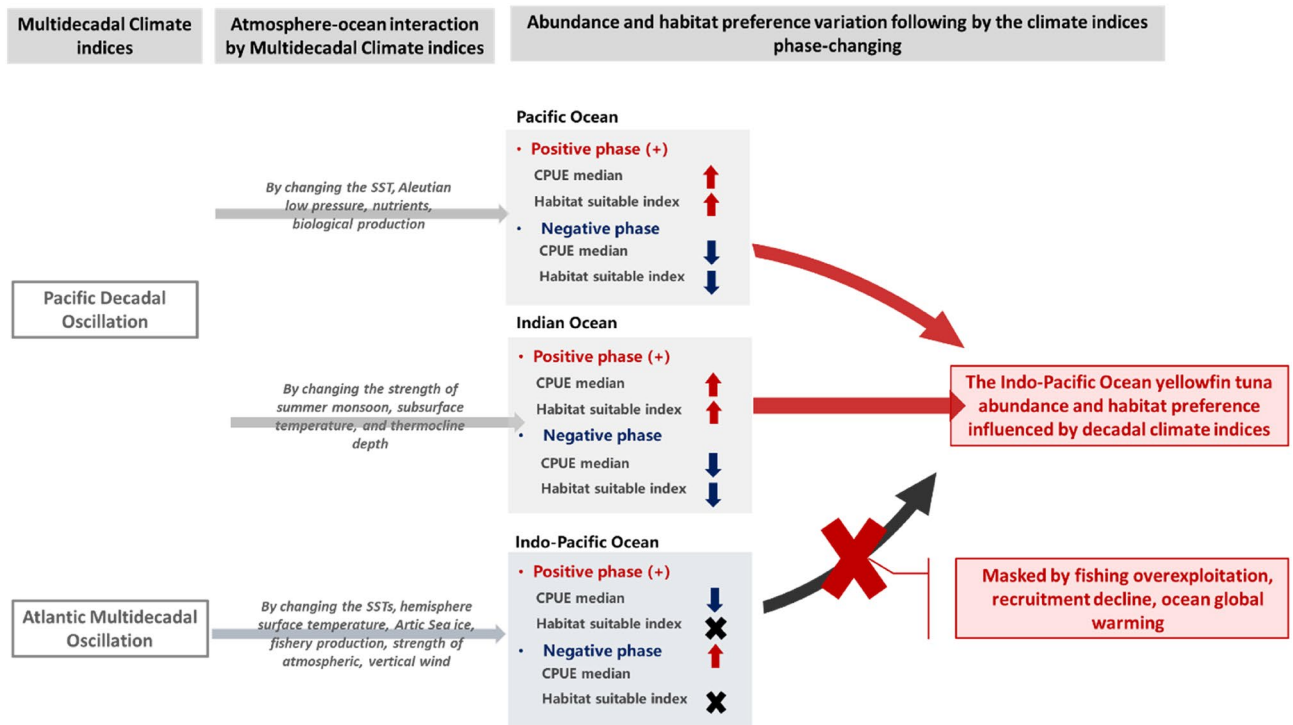 Multidecadal Climate
indices
Atmosphere-ocean interaction
by Multidecadal Climate indices
Abundance and habitat preference variation following by the climate indices
phase-changing
Pacific Decadal
Oscillation
By changing the SST, Aleutian
low pressure, nutrients,
biological production
Pacific Ocean
• Positive phase (+)
CPUE median
Habitat suitable index
• Negative phase
CPUE median
Habitat suitable index
By changing the strength of
summer monsoon, subsurface
temperature, and thermocline
depth
Indian Ocean
• Positive phase (+)
CPUE median
Habitat suitable index
• Negative phase
CPUE median
Habitat suitable index
The Indo-Pacific Ocean yellowfin tuna
abundance and habitat preference
influenced by decadal climate indices
Atlantic Multidecadal
Oscillation
By changing the SSTs, hemisphere
surface temperature, Artic Sea ice,
fishery production, strength of
atmospheric, vertical wind
Indo-Pacific Ocean
• Positive phase (+)
CPUE median
Habitat suitable index
• Negative phase
CPUE median
Habitat suitable index
Masked by fishing overexploitation,
recruitment decline, ocean global
warming